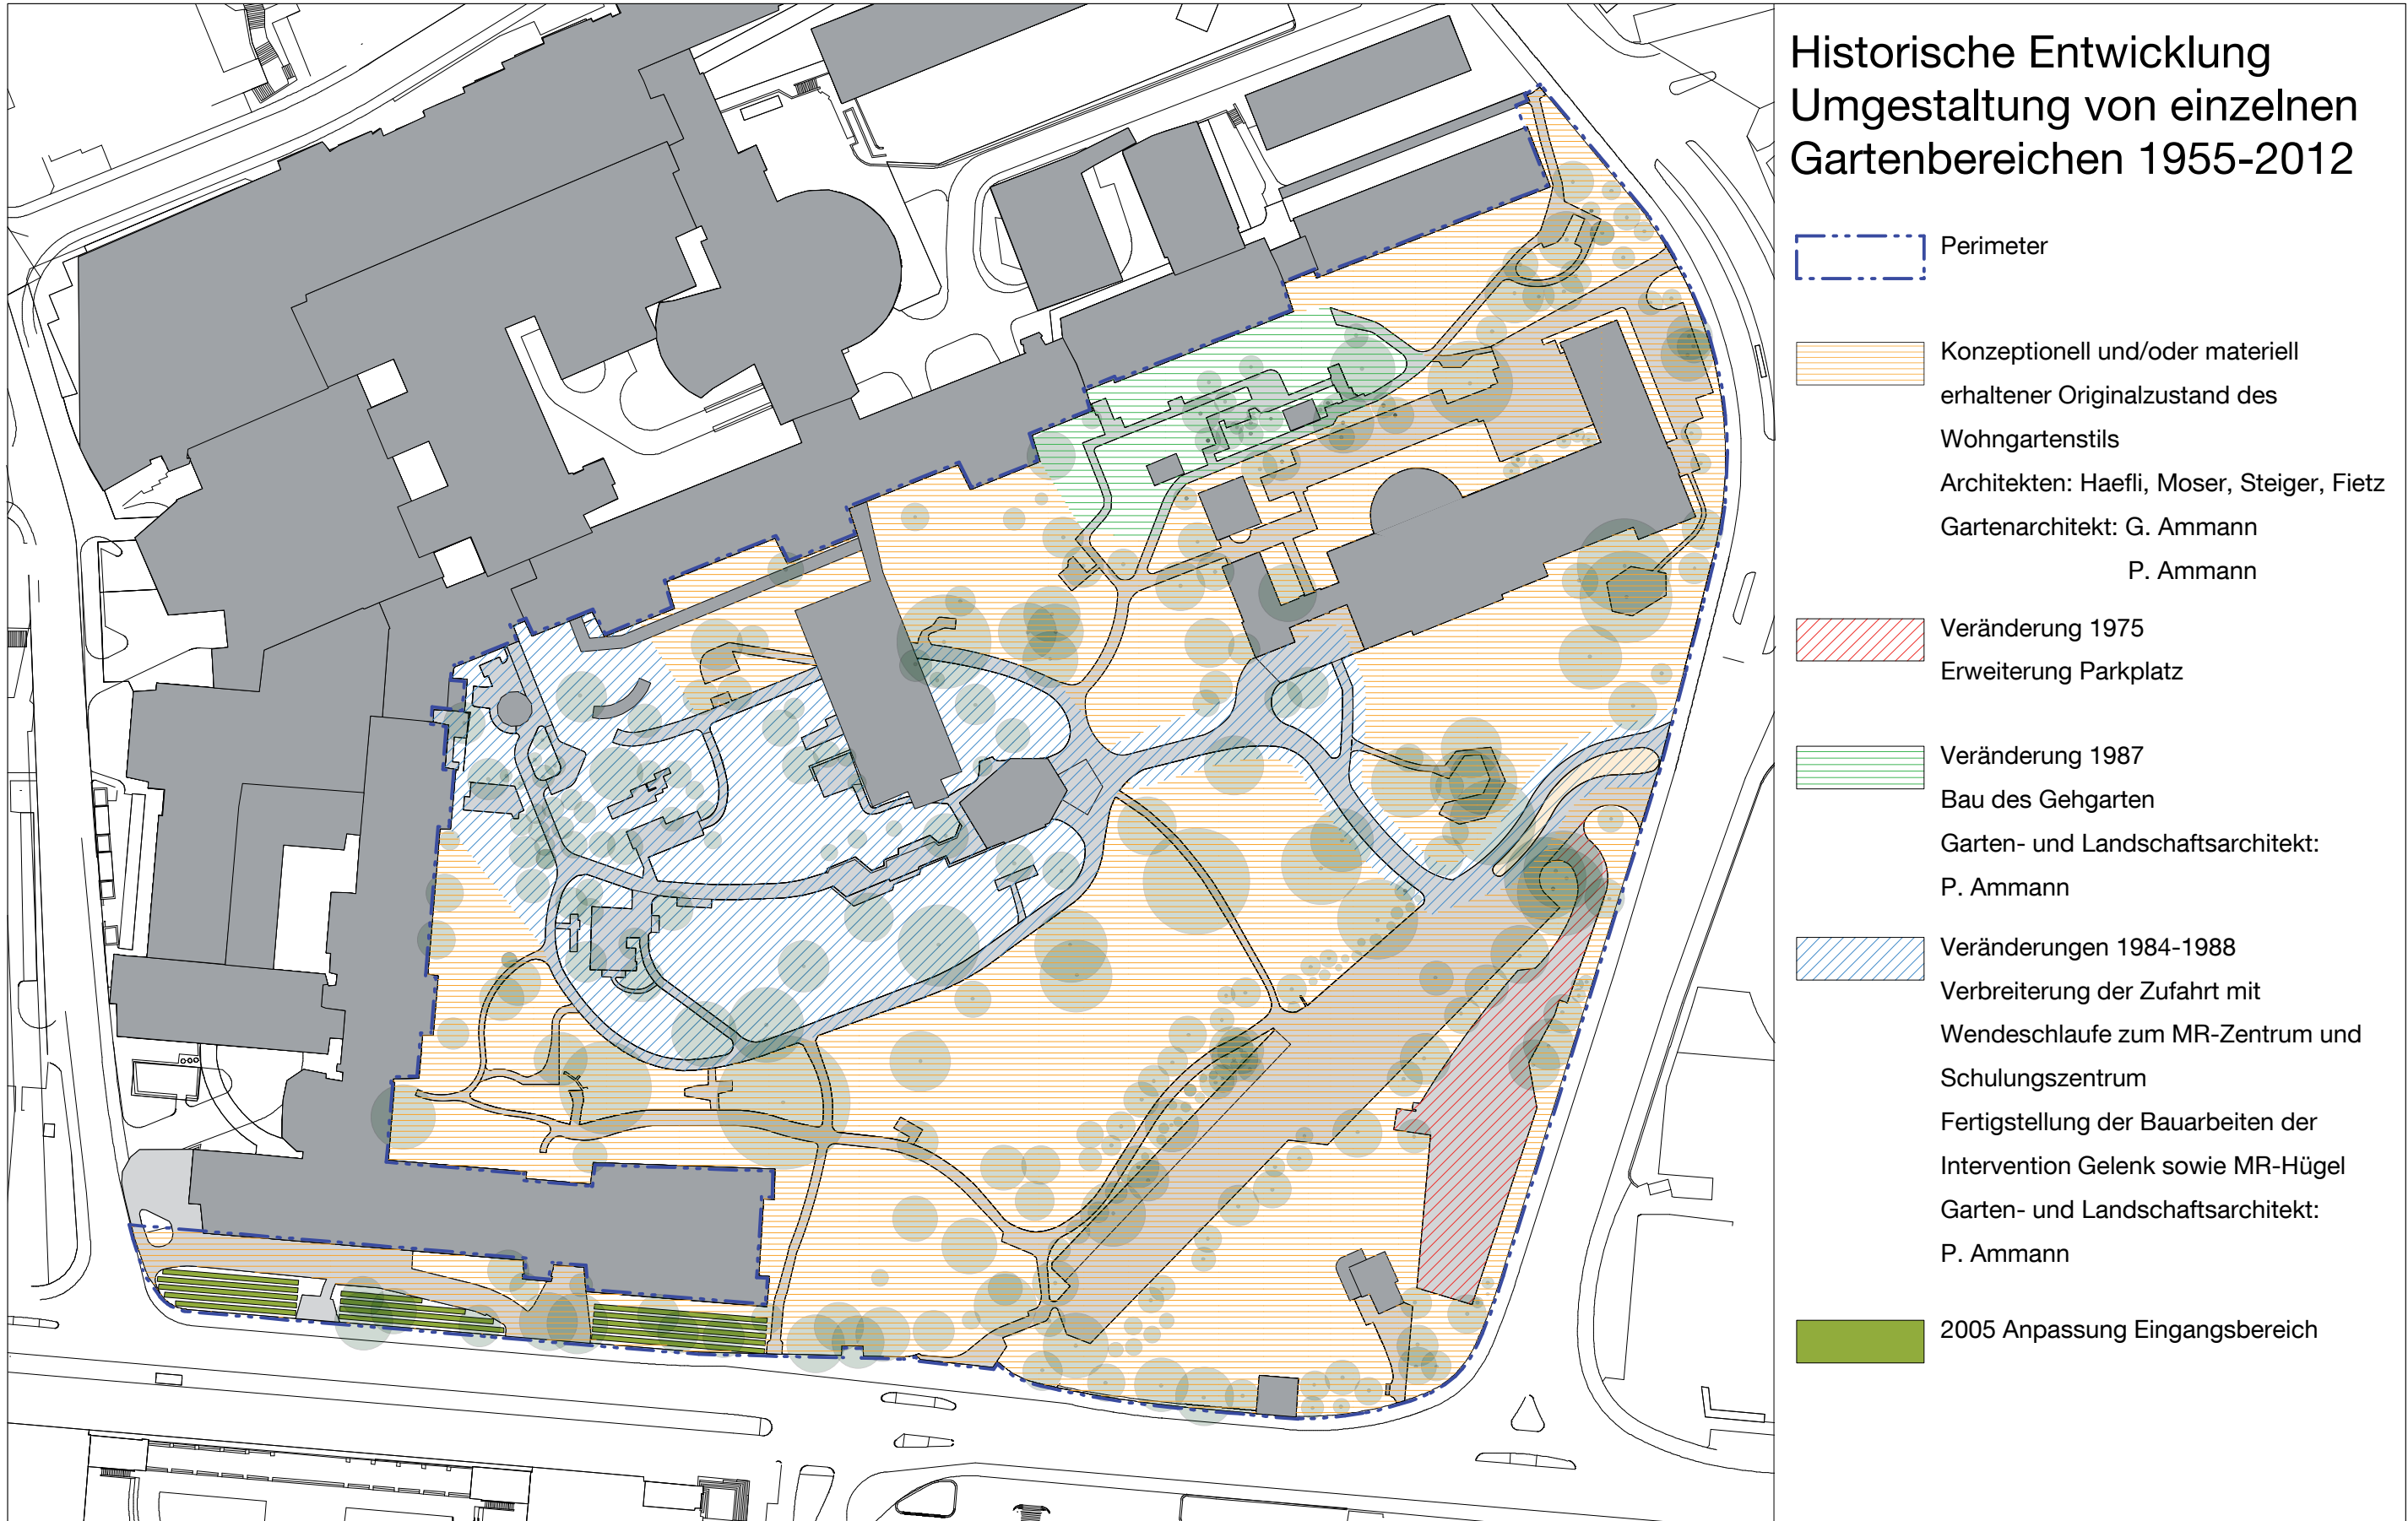 Historische Entwicklung
Umgestaltung von einzelnen
Gartenbereichen 1955-2012
Perimeter
Konzeptionell und/oder materiell
erhaltener Originalzustand des
Wohngartenstils
Architekten: Haefli, Moser, Steiger, Fietz
Gartenarchitekt: G. Ammann
P. Ammann
Veränderung 1975
Erweiterung Parkplatz
Veränderung 1987
Bau des Gehgarten
Garten- und Landschaftsarchitekt:
P. Ammann
Veränderungen 1984-1988
Verbreiterung der Zufahrt mit
Wendeschlaufe zum MR-Zentrum und
Schulungszentrum
Fertigstellung der Bauarbeiten der
Intervention Gelenk sowie MR-Hügel
Garten- und Landschaftsarchitekt:
P. Ammann
2005 Anpassung Eingangsbereich